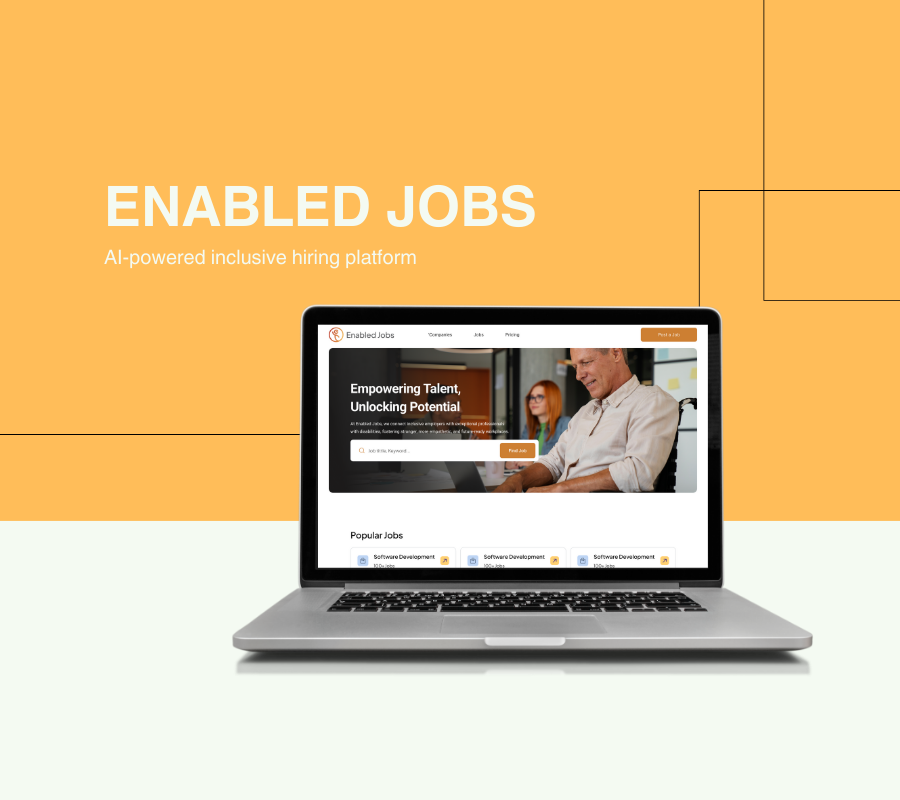 ENABLED JOBS
AI-powered inclusive hiring platform
Enabled Jobs
Companies
Jobs
Pricing
Post a Job
Empowering Talent,
Unlocking Potential
At Enabled Jobs, we connect inclusive employers with exceptional professionals
with disabilities, fostering stronger, more empathetic, and future-ready workplaces.
Job title, Keyword...
Find Job
Popular Jobs
Software Development
100+ Jobs
Software Development
100+ Jobs
Software Development
100+ Jobs